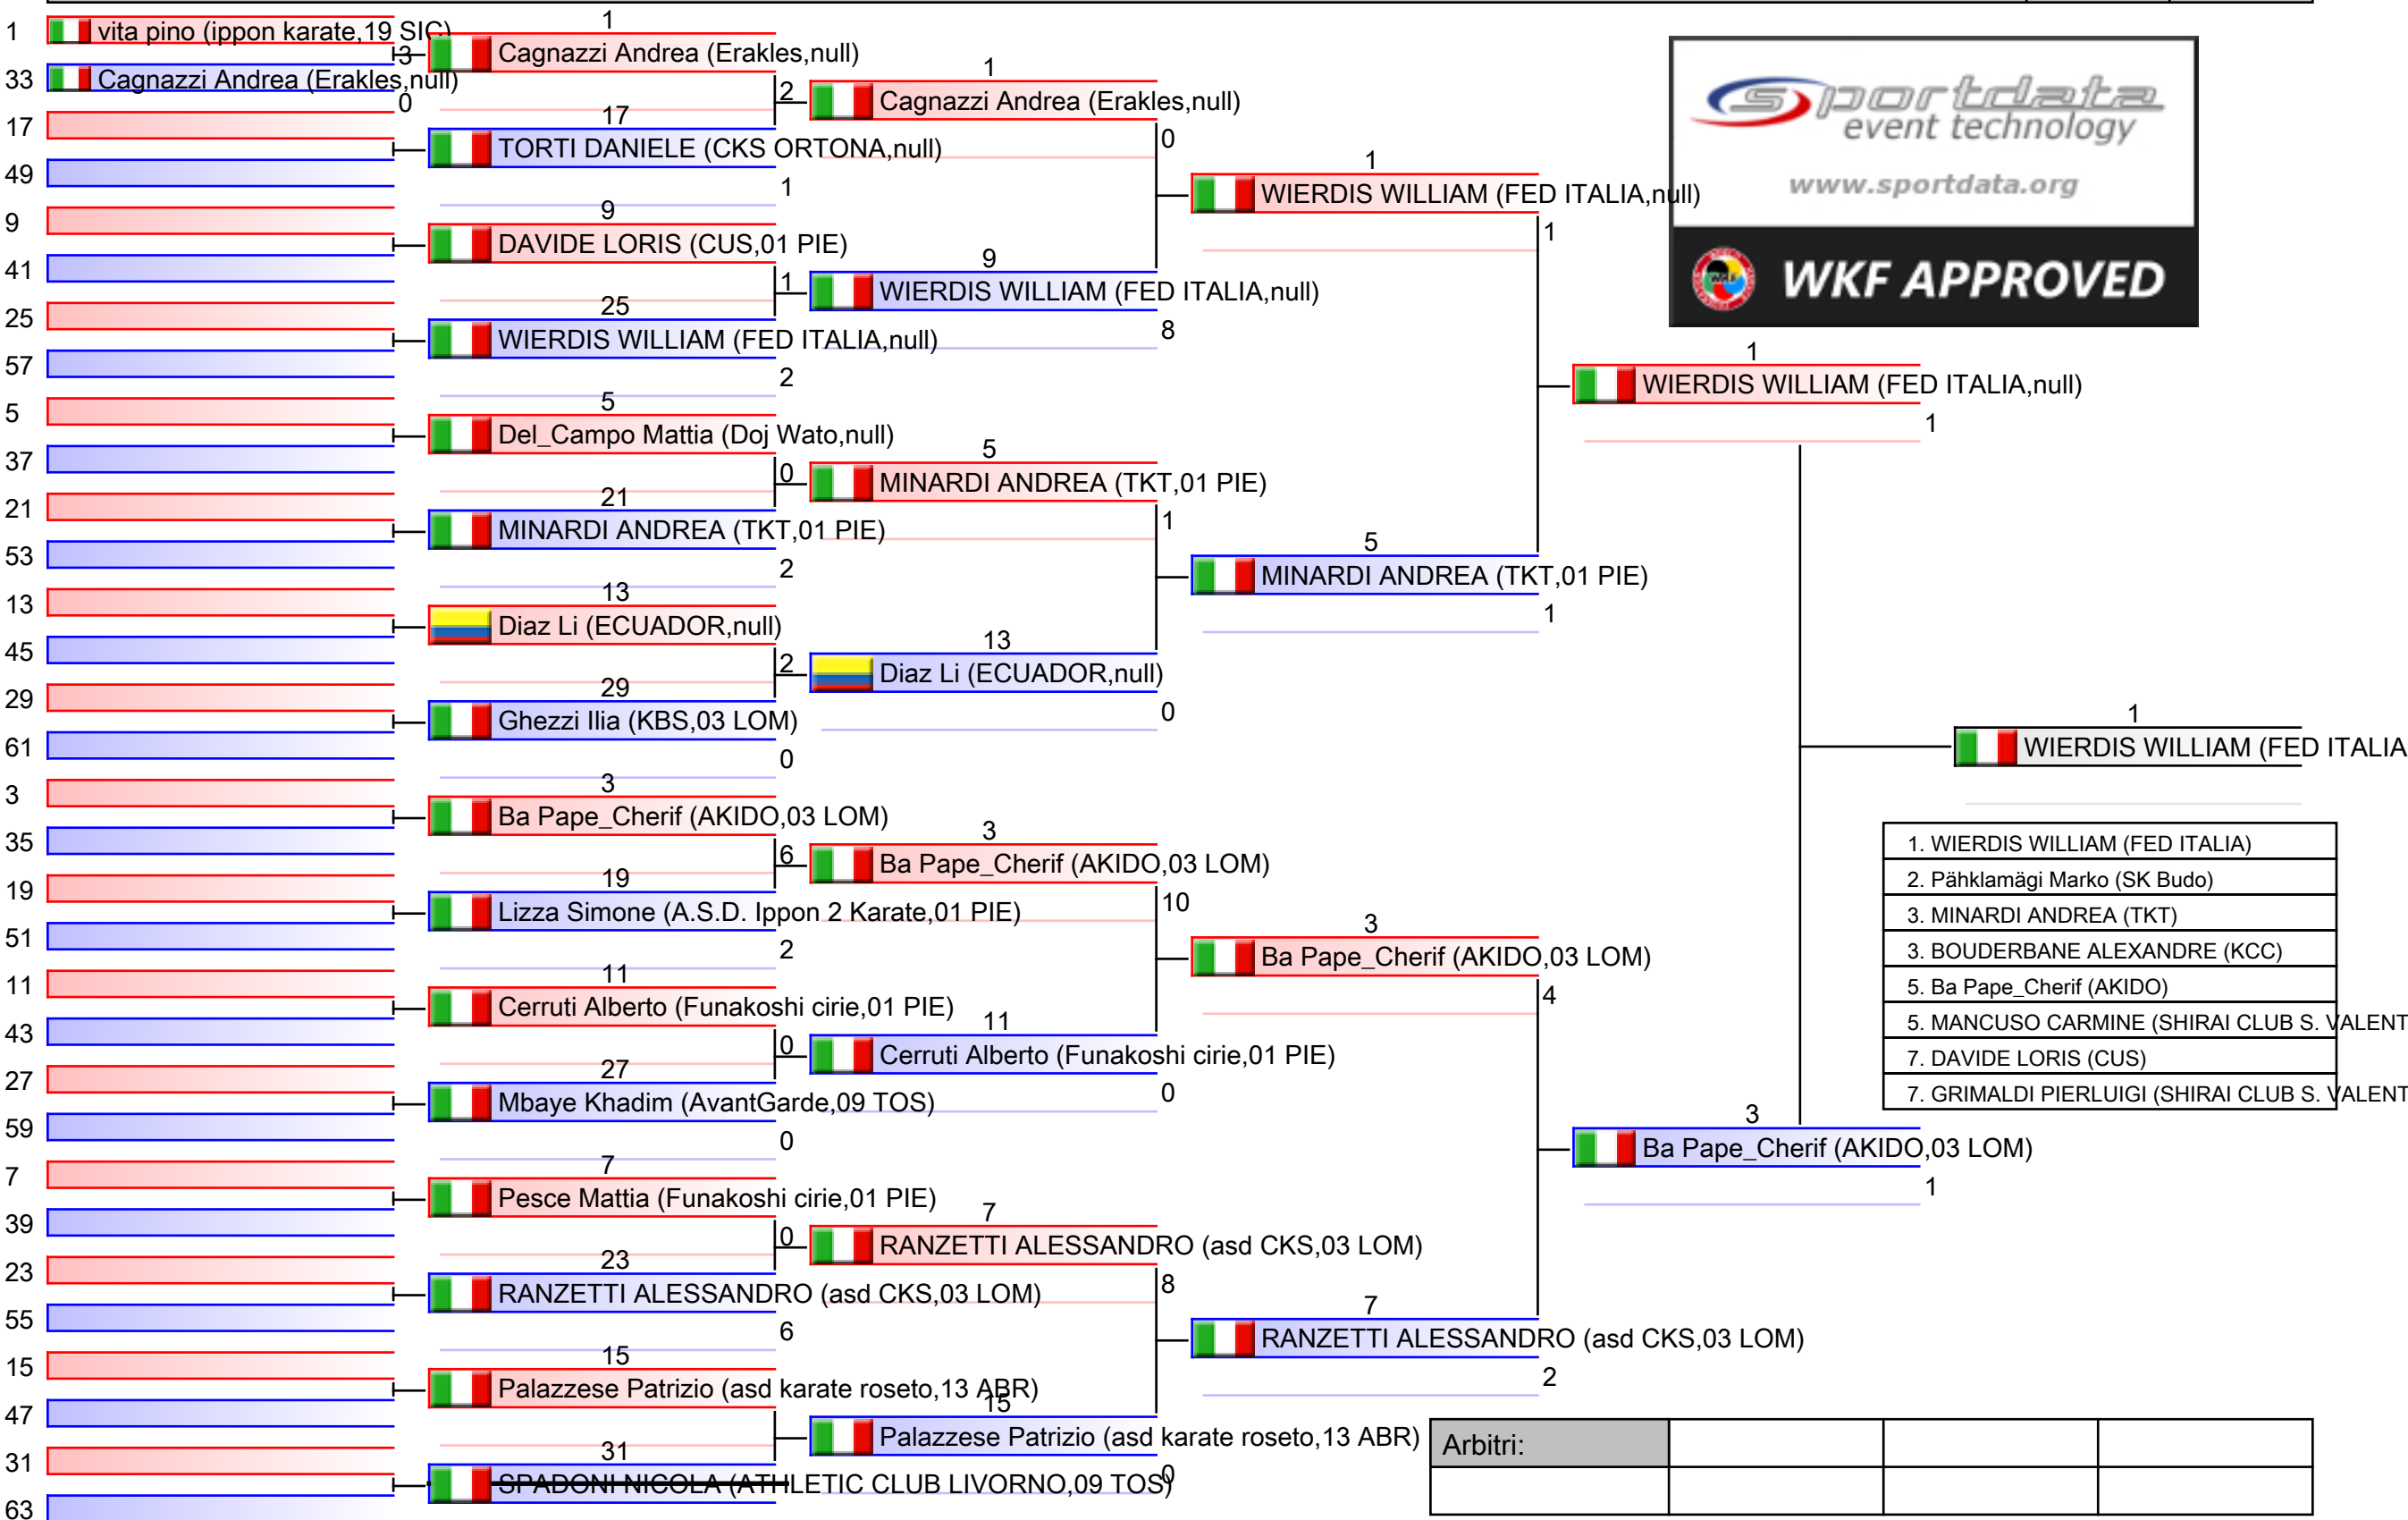 1
vita pino (ippon karate,19 SIC)
3
33
Cagnazzi Andrea (Erakles,null)
0
17
49
9
41
25
57
5
37
21
53
13
45
29
61
3
35
19
51
11
43
27
59
7
39
23
55
15
47
31
63
1
Cagnazzi Andrea (Erakles,null)
2
17
TORTI DANIELE (CKS ORTONA,null)
1
9
DAVIDE LORIS (CUS,01 PIE)
1
25
WIERDIS WILLIAM (FED ITALIA,null)
2
5
Del_Campo Mattia (Doj Wato,null)
0
21
MINARDI ANDREA (TKT,01 PIE)
2
13
Diaz Li (ECUADOR,null)
2
29
Ghezzi Ilia (KBS,03 LOM)
0
3
Ba Pape_Cherif (AKIDO,03 LOM)
6
19
Lizza Simone (A.S.D. Ippon 2 Karate,01 PIE)
2
11
Cerruti Alberto (Funakoshi cirie,01 PIE)
0
27
Mbaye Khadim (AvantGarde,09 TOS)
0
7
Pesce Mattia (Funakoshi cirie,01 PIE)
0
23
RANZETTI ALESSANDRO (asd CKS,03 LOM)
6
15
Palazzese Patrizio (asd karate roseto,13 ABR)
31
SPADONI NICOLA (ATHLETIC CLUB LIVORNO,09 TOS)
1
Cagnazzi Andrea (Erakles,null)
0
9
WIERDIS WILLIAM (FED ITALIA,null)
8
5
MINARDI ANDREA (TKT,01 PIE)
1
13
Diaz Li (ECUADOR,null)
0
3
Ba Pape_Cherif (AKIDO,03 LOM)
10
11
Cerruti Alberto (Funakoshi cirie,01 PIE)
0
7
RANZETTI ALESSANDRO (asd CKS,03 LOM)
8
15
Palazzese Patrizio (asd karate roseto,13 ABR)
0
1
WIERDIS WILLIAM (FED ITALIA,null)
1
5
MINARDI ANDREA (TKT,01 PIE)
1
3
Ba Pape_Cherif (AKIDO,03 LOM)
4
7
RANZETTI ALESSANDRO (asd CKS,03 LOM)
2
sportdata
event technology
www.sportdata.org
WKF
WKF APPROVED
1
WIERDIS WILLIAM (FED ITALIA,null)
1
3
Ba Pape_Cherif (AKIDO,03 LOM)
1
1
WIERDIS WILLIAM (FED ITALIA
1. WIERDIS WILLIAM (FED ITALIA)
2. Pähklamägi Marko (SK Budo)
3. MINARDI ANDREA (TKT)
3. BOUDERBANE ALEXANDRE (KCC)
5. Ba Pape_Cherif (AKIDO)
5. MANCUSO CARMINE (SHIRAI CLUB S. VALENT
7. DAVIDE LORIS (CUS)
7. GRIMALDI PIERLUIGI (SHIRAI CLUB S. VALENT
Arbitri: